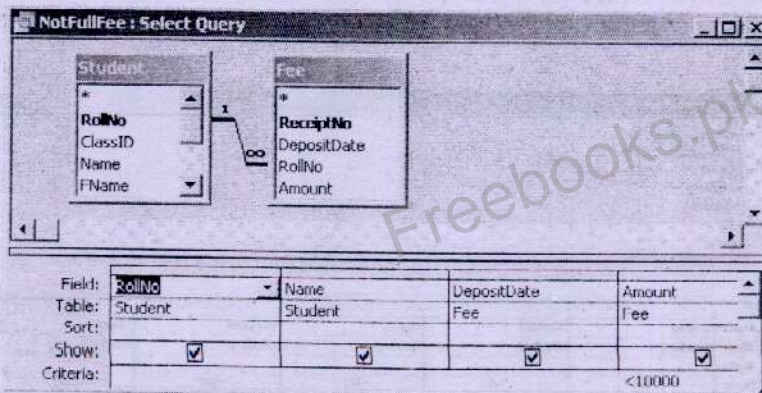 NotFullFee : Select Query
Student
*
RollNo
ClassID
Name
FName
1
∞
Fee
*
ReceiptNo
DepositDate
RollNo
Amount
Freebooks.pk
Field: RollNo Name DepositDate Amount
Table: Student Student Fee Fee
Sort:
Show:
Criteria: <10000